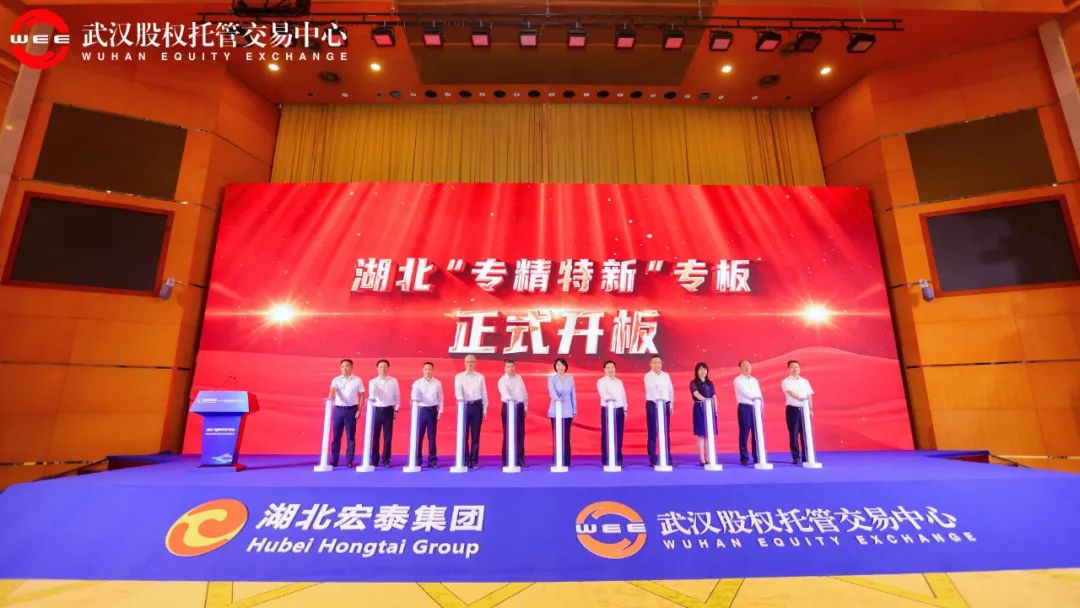 WEE 武汉股权托管交易中心
WUHAN EQUITY EXCHANGE
湖北“专精特新”专板
正式开板
湖北宏泰集团
Hubei Hongtai Group
WEE 武汉股权托管交易中心
WUHAN EQUITY EXCHANGE